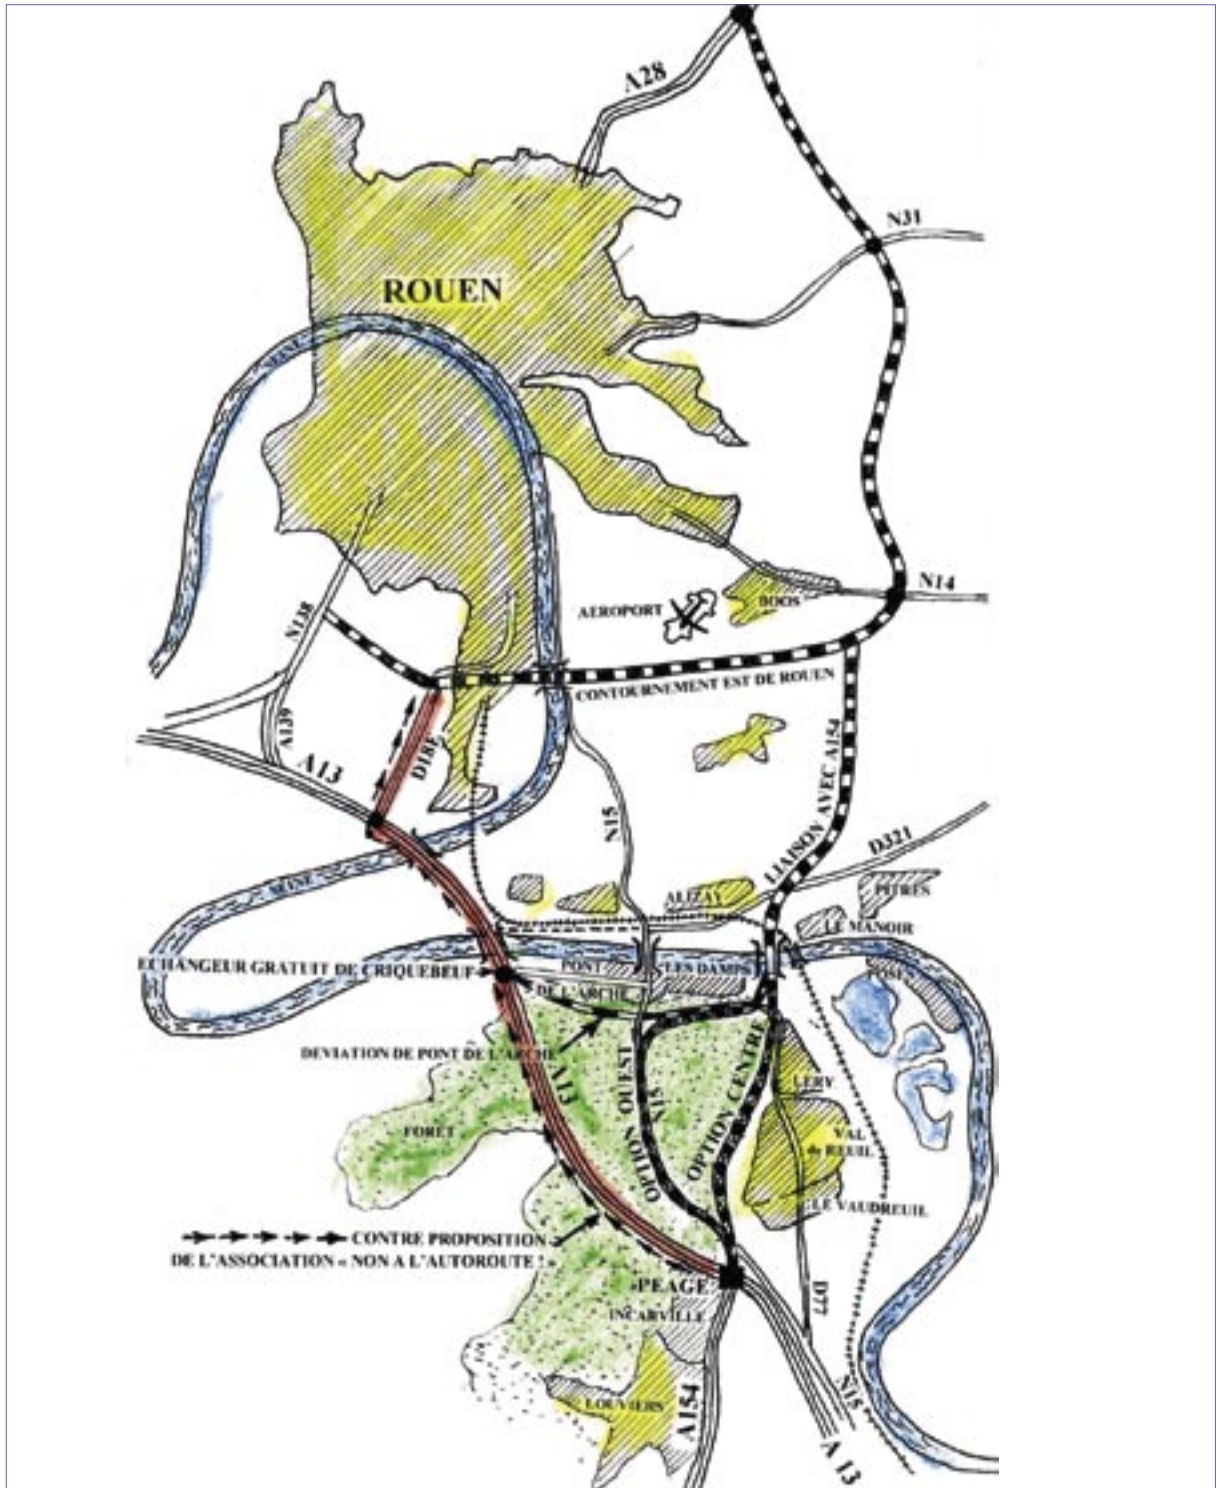 A28
N31
ROUEN
SEINE
N14
BOOS
AEROPORT
N138
CONTOURNEMENT EST DE ROUEN
A139
A13
D18E
N15
LIAISON AVEC A154
D321
SEINE
ALIZAY
PITRES
LE MANOIR
ECHANGEUR GRATUIT DE CRIQUEBEUF
PONT
LES DAMPS
POSES
DE L'ARCHE
DEVIATION DE PONT DE L'ARCHE
A13
OPTION OUEST
N15
OPTION CENTRE
LERY
FORET
VAL
de REUIL
LE VAUDREUIL
CONTRE PROPOSITION
DE L'ASSOCIATION « NON A L'AUTOROUTE ! »
PEAGE
INCARVILLE
D77
LOUVIERS
A154
N15
A 13